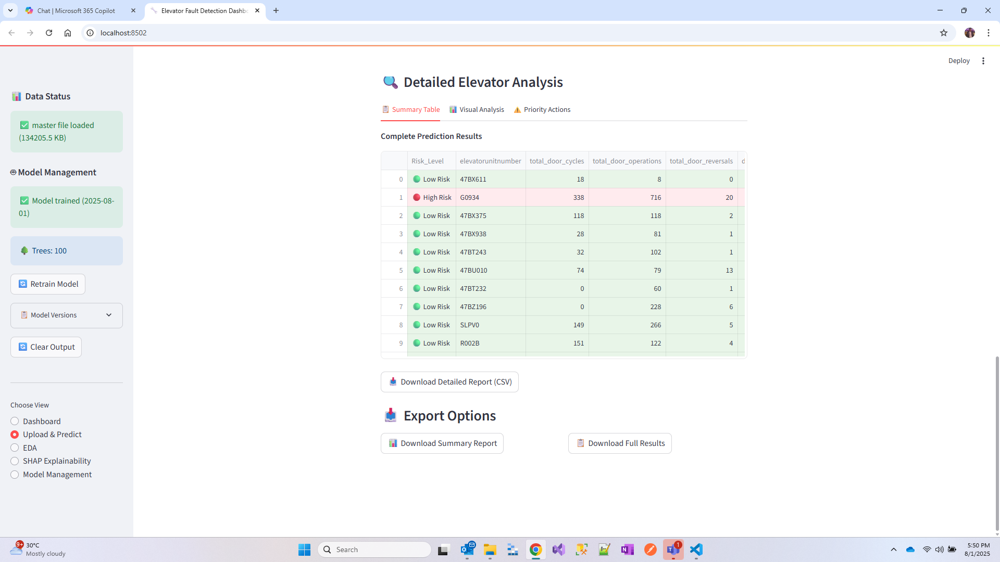 Chat | Microsoft 365 Copilot
Elevator Fault Detection Dashbo
localhost:8502
Deploy
Data Status
master file loaded
(134205.5 KB)
Model Management
Model trained (2025-08-
01)
Trees: 100
Retrain Model
Model Versions
Clear Output
Choose View
Dashboard
Upload & Predict
EDA
SHAP Explainability
Model Management
Detailed Elevator Analysis
Summary Table Visual Analysis Priority Actions
Complete Prediction Results
Risk_Level elevatorunitnumber total_door_cycles total_door_operations total_door_reversals d
0 Low Risk 47BX611 18 8 0
1 High Risk G0934 338 716 20
2 Low Risk 47BX375 118 118 2
3 Low Risk 47BX938 28 81 1
4 Low Risk 47BT243 32 102 1
5 Low Risk 47BU010 74 79 13
6 Low Risk 47BT232 0 60 1
7 Low Risk 47BZ196 0 228 6
8 Low Risk SLPV0 149 266 5
9 Low Risk R002B 151 122 4
Download Detailed Report (CSV)
Export Options
Download Summary Report Download Full Results
9+ 30°C
Mostly cloudy
Search
1
5:50 PM
8/1/2025